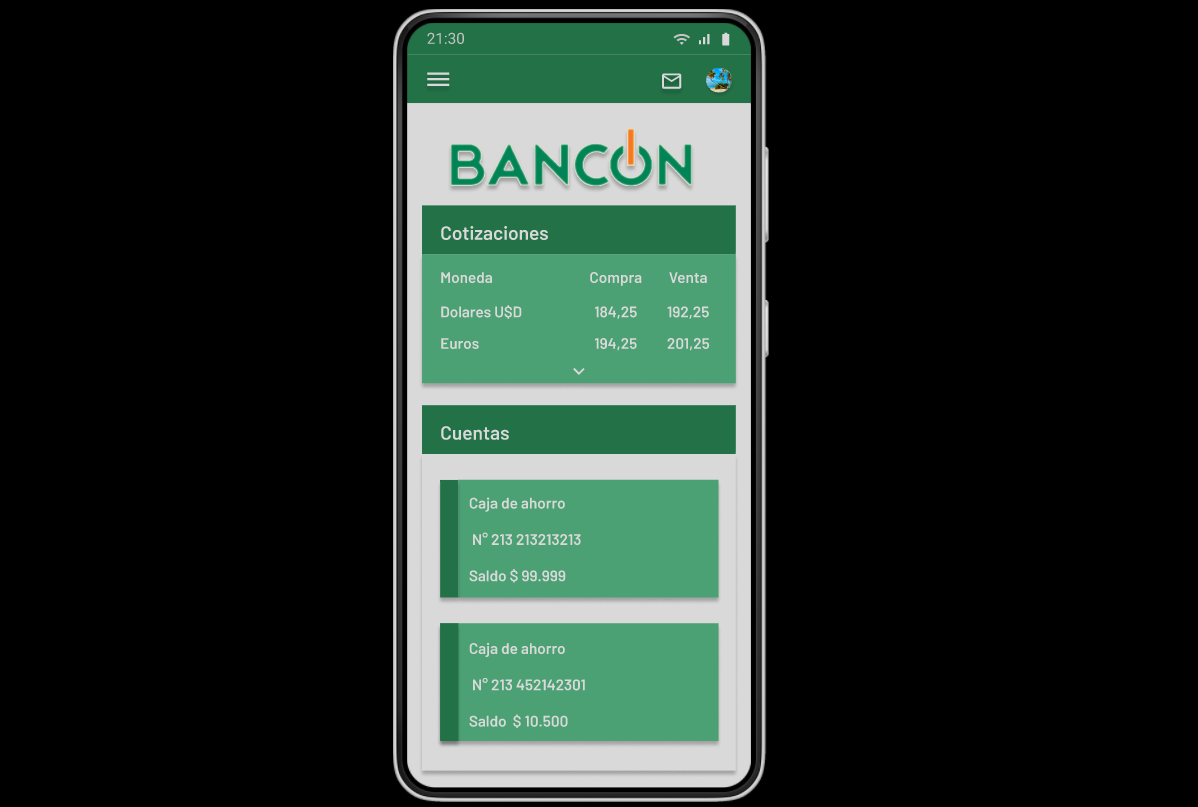 21:30
BANCON
Cotizaciones
Moneda Compra Venta
Dolares U$D 184,25 192,25
Euros 194,25 201,25
Cuentas
Caja de ahorro
N° 213 213213213
Saldo $ 99.999
Caja de ahorro
N° 213 452142301
Saldo $ 10.500